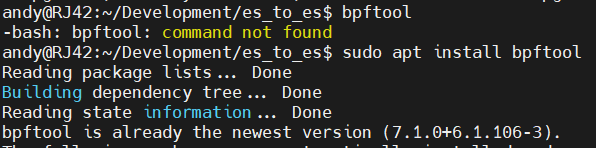 andy@RJ42:~/Development/es_to_es$ bpftool
-bash: bpftool: command not found
andy@RJ42:~/Development/es_to_es$ sudo apt install bpftool
Reading package lists... Done
Building dependency tree... Done
Reading state information... Done
bpftool is already the newest version (7.1.0+6.1.106-3).